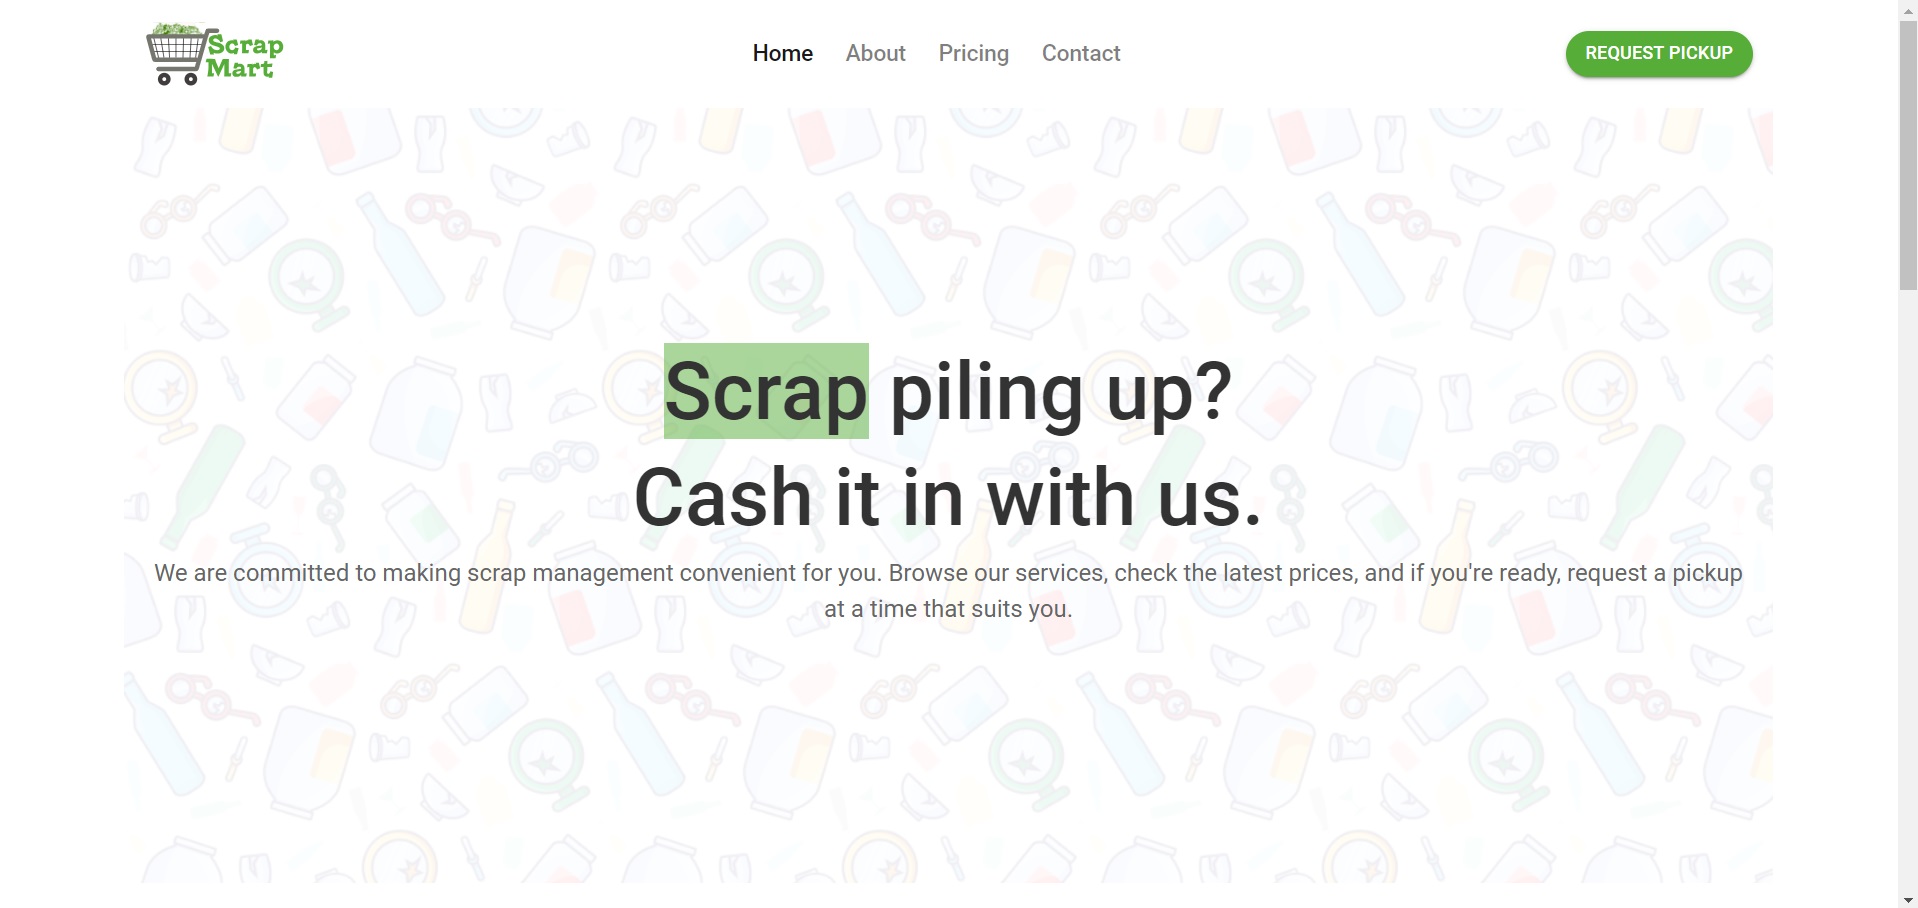 Scrap
Mart
Home About Pricing Contact
REQUEST PICKUP
Scrap piling up?
Cash it in with us.
We are committed to making scrap management convenient for you. Browse our services, check the latest prices, and if you're ready, request a pickup
at a time that suits you.